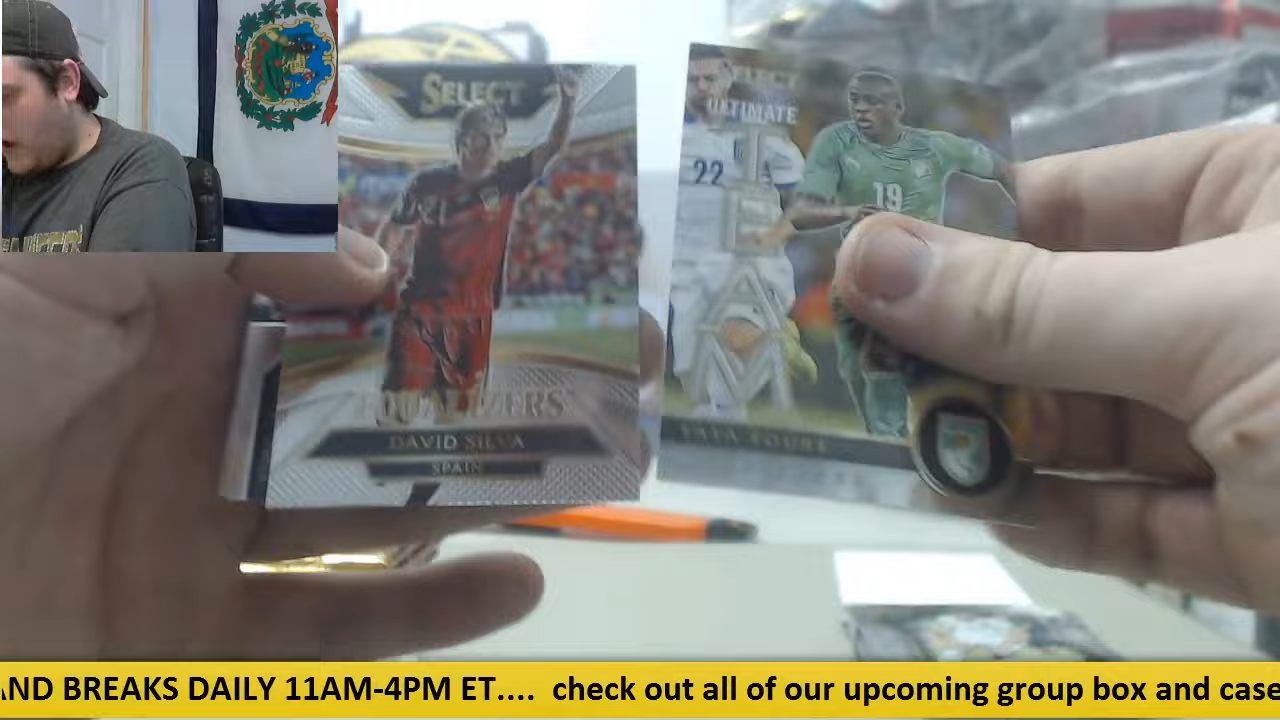 SELECT
EQUALIZERS
DAVID SILVA
SPAIN
SELECT
ULTIMATE
TEAM
22
19
YAYA TOURE
AND BREAKS DAILY 11AM-4PM ET.... check out all of our upcoming group box and case